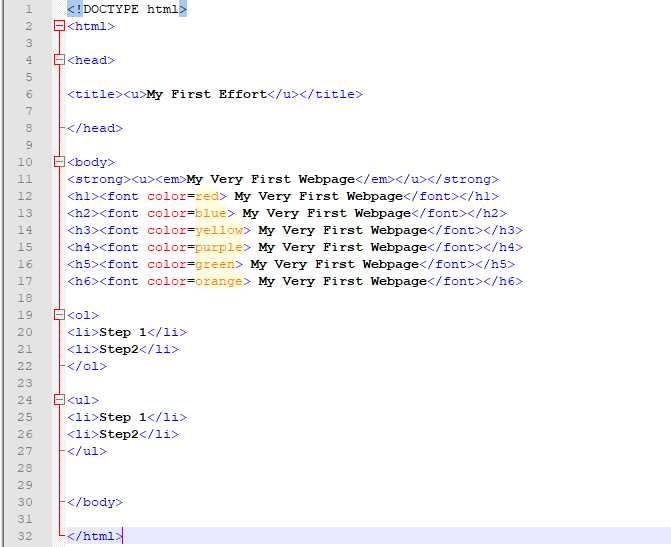 1 <!DOCTYPE html>
2 <html>
3
4 <head>
5
6 <title><u>My First Effort</u></title>
7
8 </head>
9
10 <body>
11 <strong><u><em>My Very First Webpage</em></u></strong>
12 <h1><font color=red> My Very First Webpage</font></h1>
13 <h2><font color=blue> My Very First Webpage</font></h2>
14 <h3><font color=yellow> My Very First Webpage</font></h3>
15 <h4><font color=purple> My Very First Webpage</font></h4>
16 <h5><font color=green> My Very First Webpage</font></h5>
17 <h6><font color=orange> My Very First Webpage</font></h6>
18
19 <ol>
20 <li>Step 1</li>
21 <li>Step2</li>
22 </ol>
23
24 <ul>
25 <li>Step 1</li>
26 <li>Step2</li>
27 </ul>
28
29
30 </body>
31
32 </html>